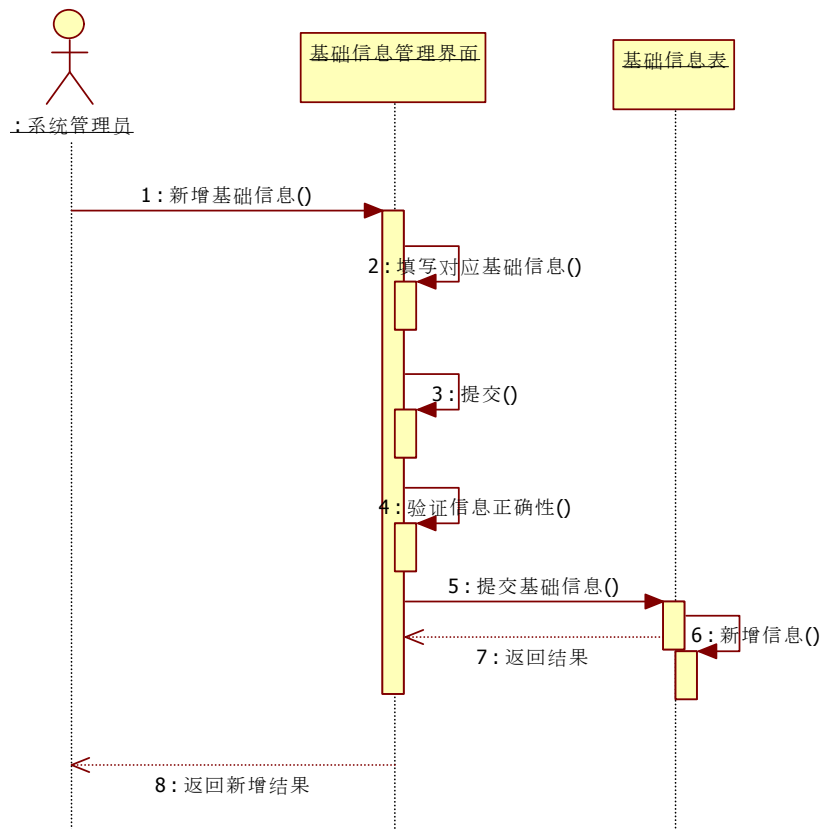 基础信息管理界面
基础信息表
: 系统管理员
1 : 新增基础信息()
2 : 填写对应基础信息()
3 : 提交()
4 : 验证信息正确性()
5 : 提交基础信息()
6 : 新增信息()
7 : 返回结果
8 : 返回新增结果